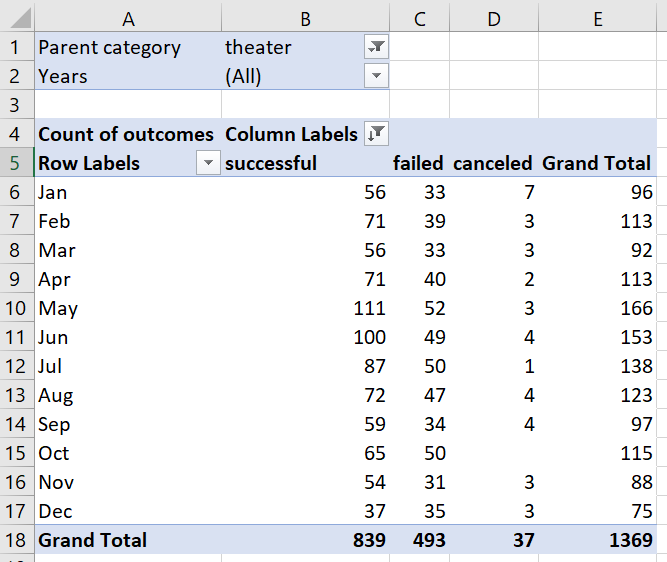 A B C D E
1 Parent category theater
2 Years (All)
3
4 Count of outcomes Column Labels
5 Row Labels successful failed canceled Grand Total
6 Jan 56 33 7 96
7 Feb 71 39 3 113
8 Mar 56 33 3 92
9 Apr 71 40 2 113
10 May 111 52 3 166
11 Jun 100 49 4 153
12 Jul 87 50 1 138
13 Aug 72 47 4 123
14 Sep 59 34 4 97
15 Oct 65 50 115
16 Nov 54 31 3 88
17 Dec 37 35 3 75
18 Grand Total 839 493 37 1369